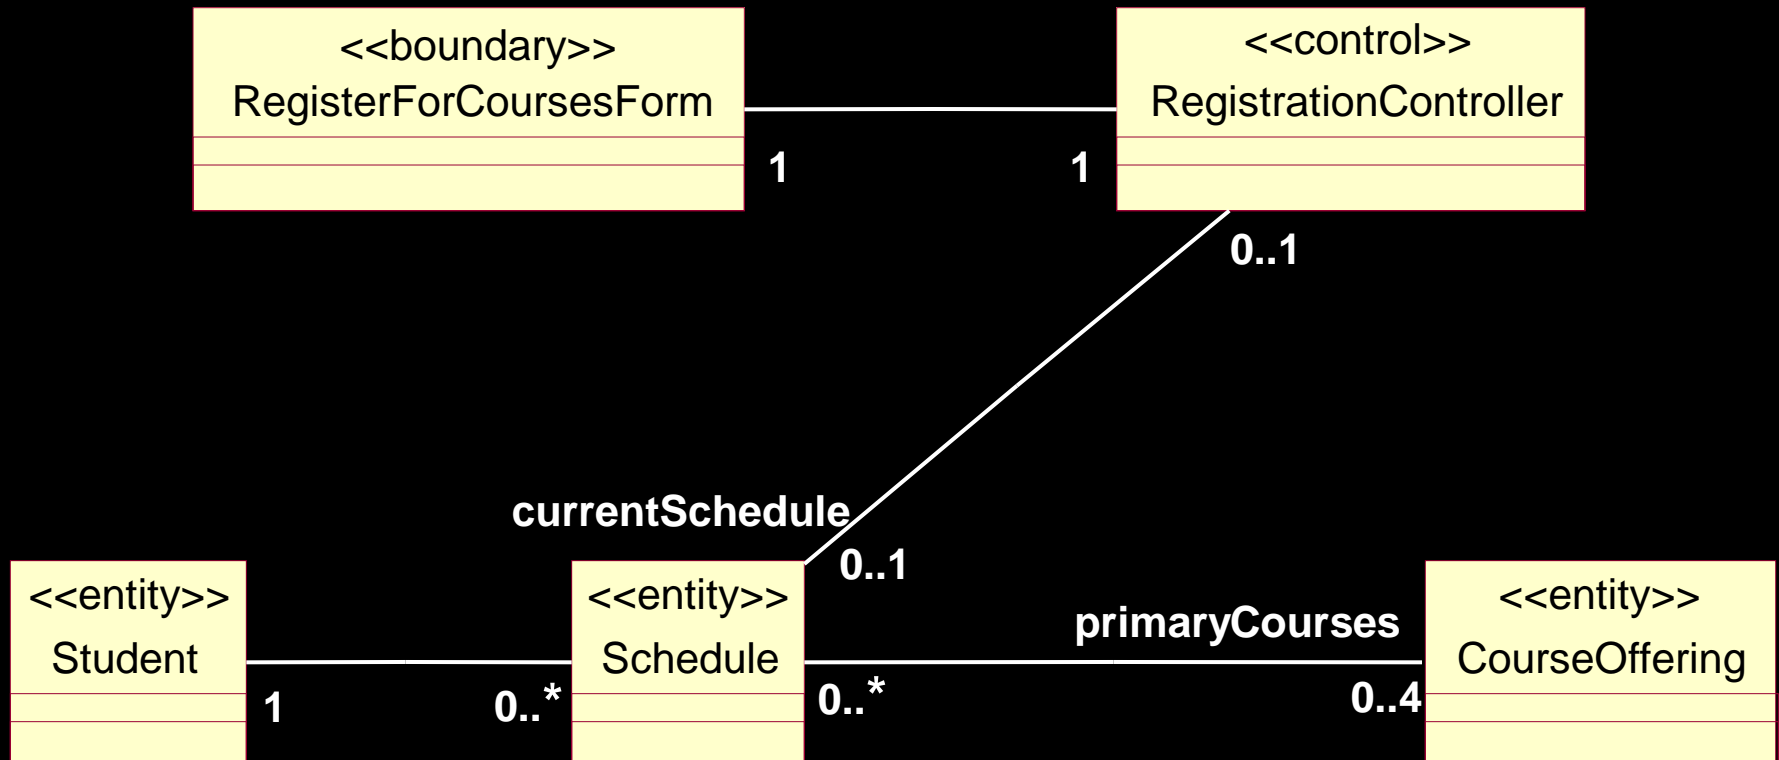 <<boundary>>
RegisterForCoursesForm
<<control>>
RegistrationController
1
1
0..1
currentSchedule
0..1
<<entity>>
Student
<<entity>>
Schedule
primaryCourses
<<entity>>
CourseOffering
1
0..*
0..*
0..4